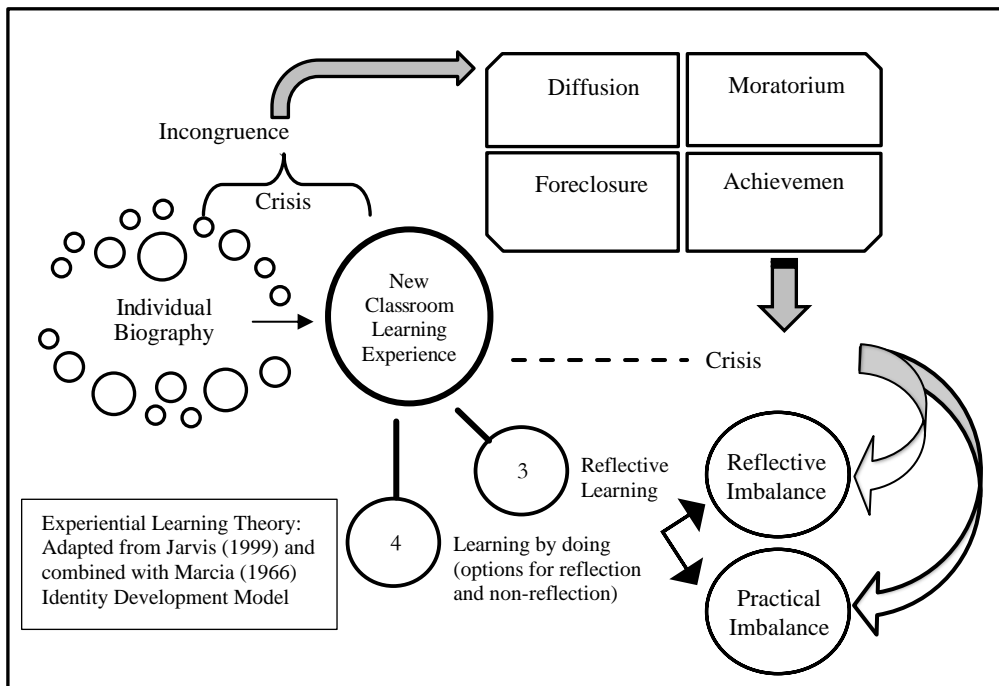 Diffusion
Moratorium
Incongruence
Foreclosure
Achievemen
Crisis
Individual
Biography
New
Classroom
Learning
Experience
Crisis
3
Reflective
Learning
Reflective
Imbalance
4
Learning by doing
(options for reflection
and non-reflection)
Practical
Imbalance
Experiential Learning Theory:
Adapted from Jarvis (1999) and
combined with Marcia (1966)
Identity Development Model